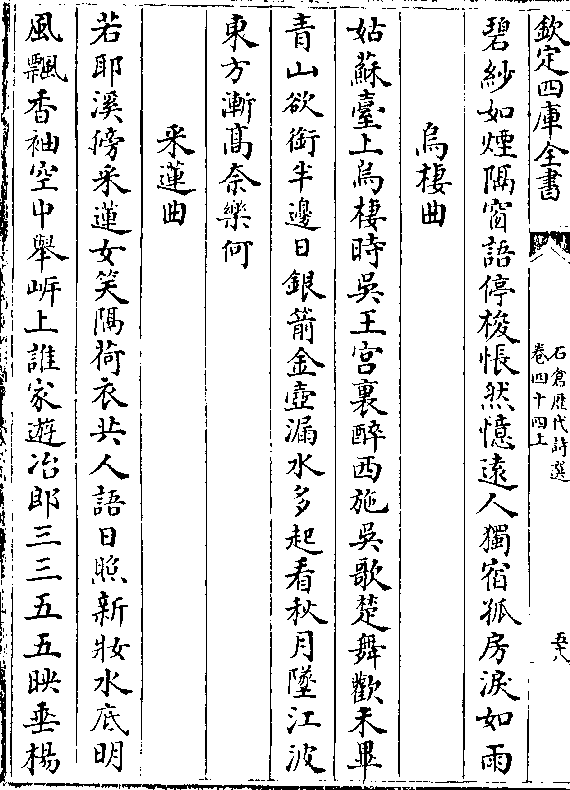 欽定四庫全書
石倉歴代詩選
卷四十四上
五十八
碧紗如煙隔窗語停梭悵然憶遠人獨宿孤房淚如雨
烏棲曲
姑蘇臺上烏棲時吳王宮裏醉西施吳歌楚舞歡未畢
青山欲銜半邊日銀箭金壺漏水多起看秋月墜江波
東方漸髙奈樂何
采蓮曲
若耶溪傍采蓮女笑隔荷衣共人語日照新妝水底明
風飄香袖空中舉岸上誰家遊冶郎三三五五映垂楊